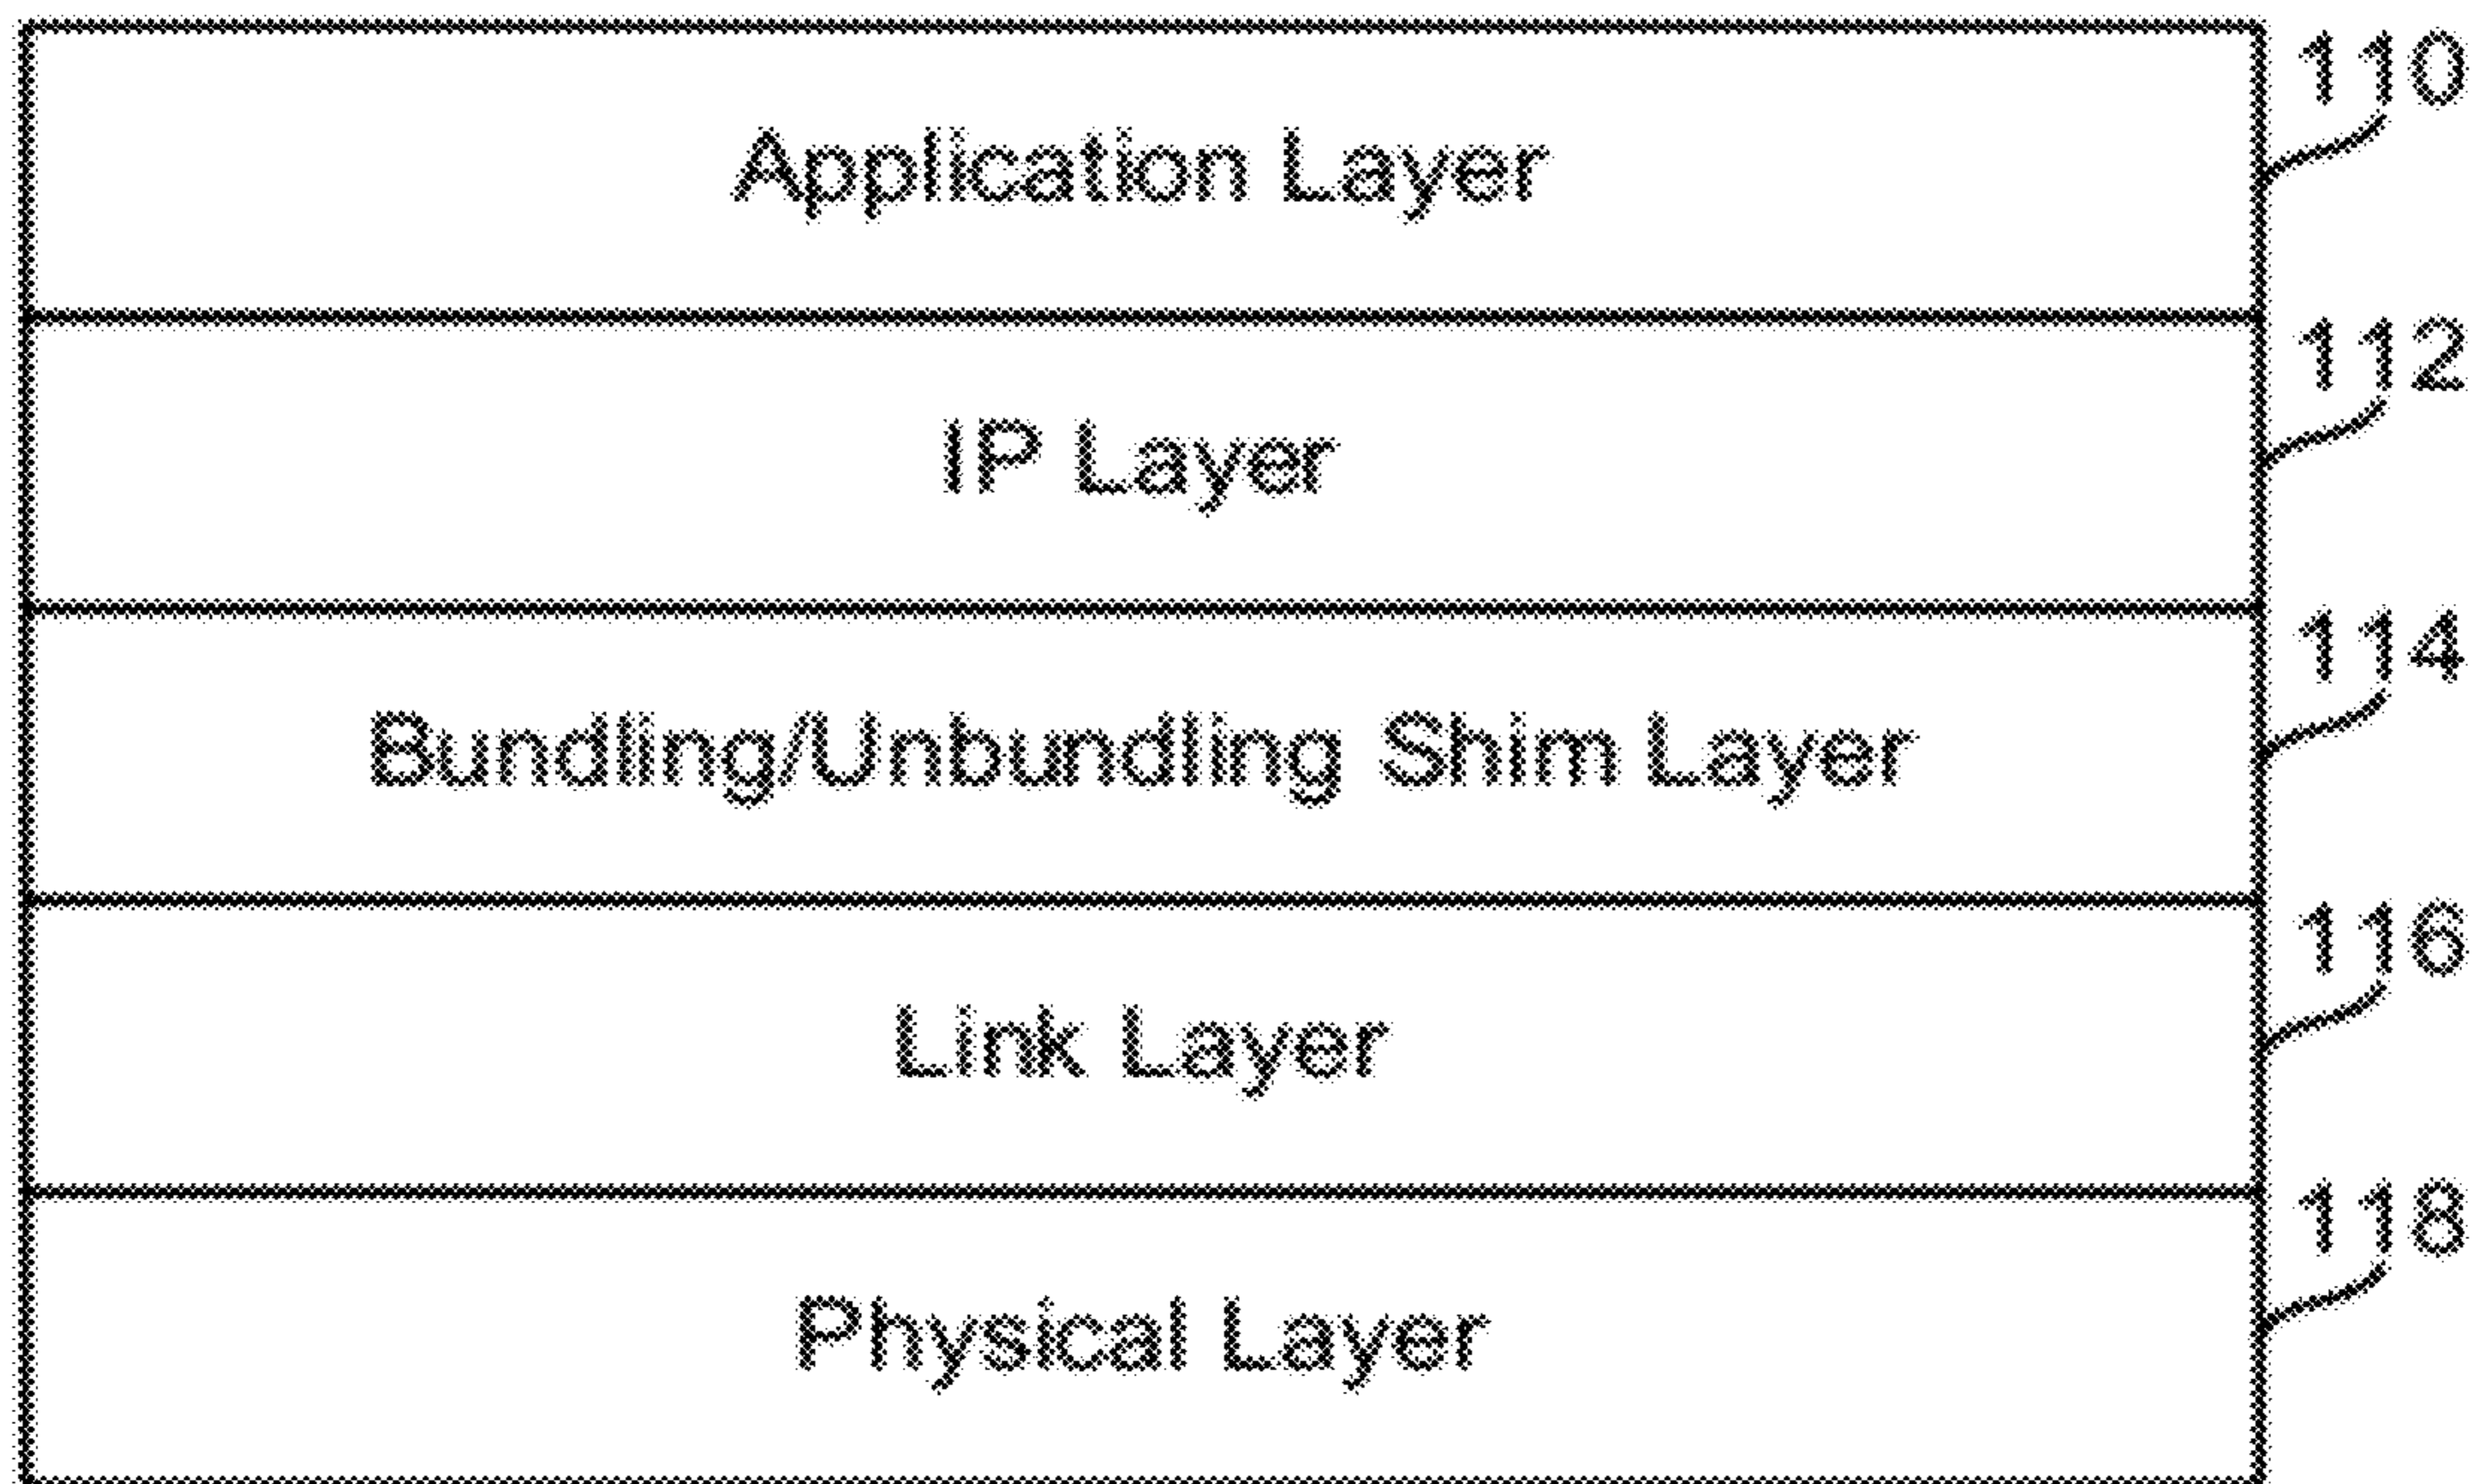 110
Application Layer
112
IP Layer
114
Bundling/Unbundling Shim Layer
116
Link Layer
118
Physical Layer